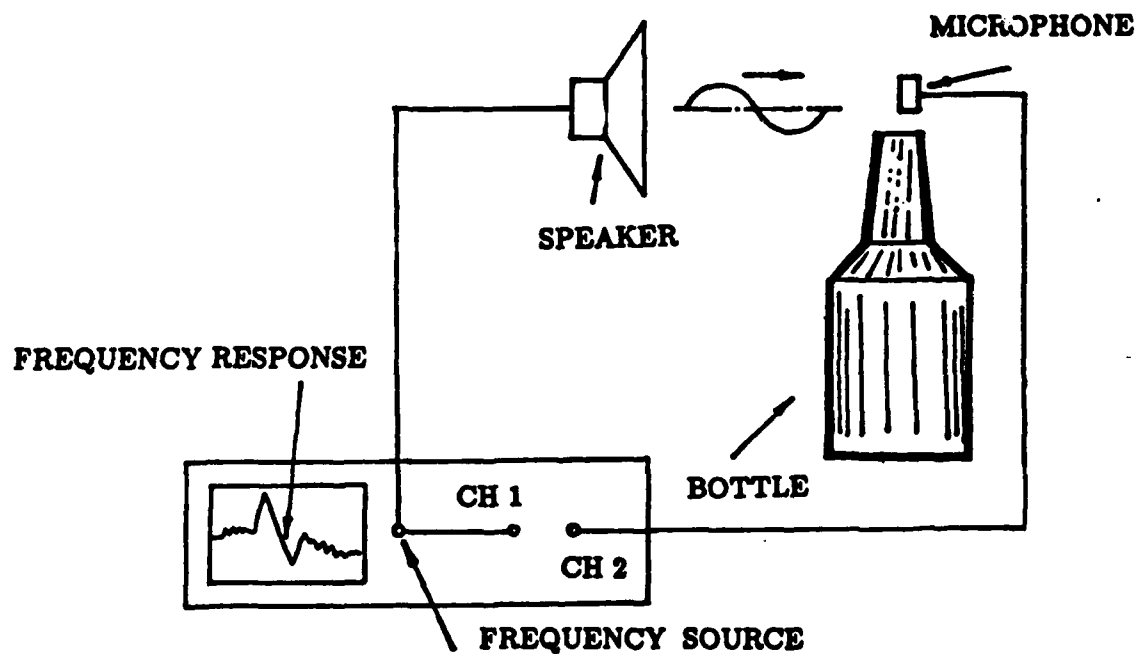 MICROPHONE
SPEAKER
FREQUENCY RESPONSE
BOTTLE
CH 1
CH 2
FREQUENCY SOURCE